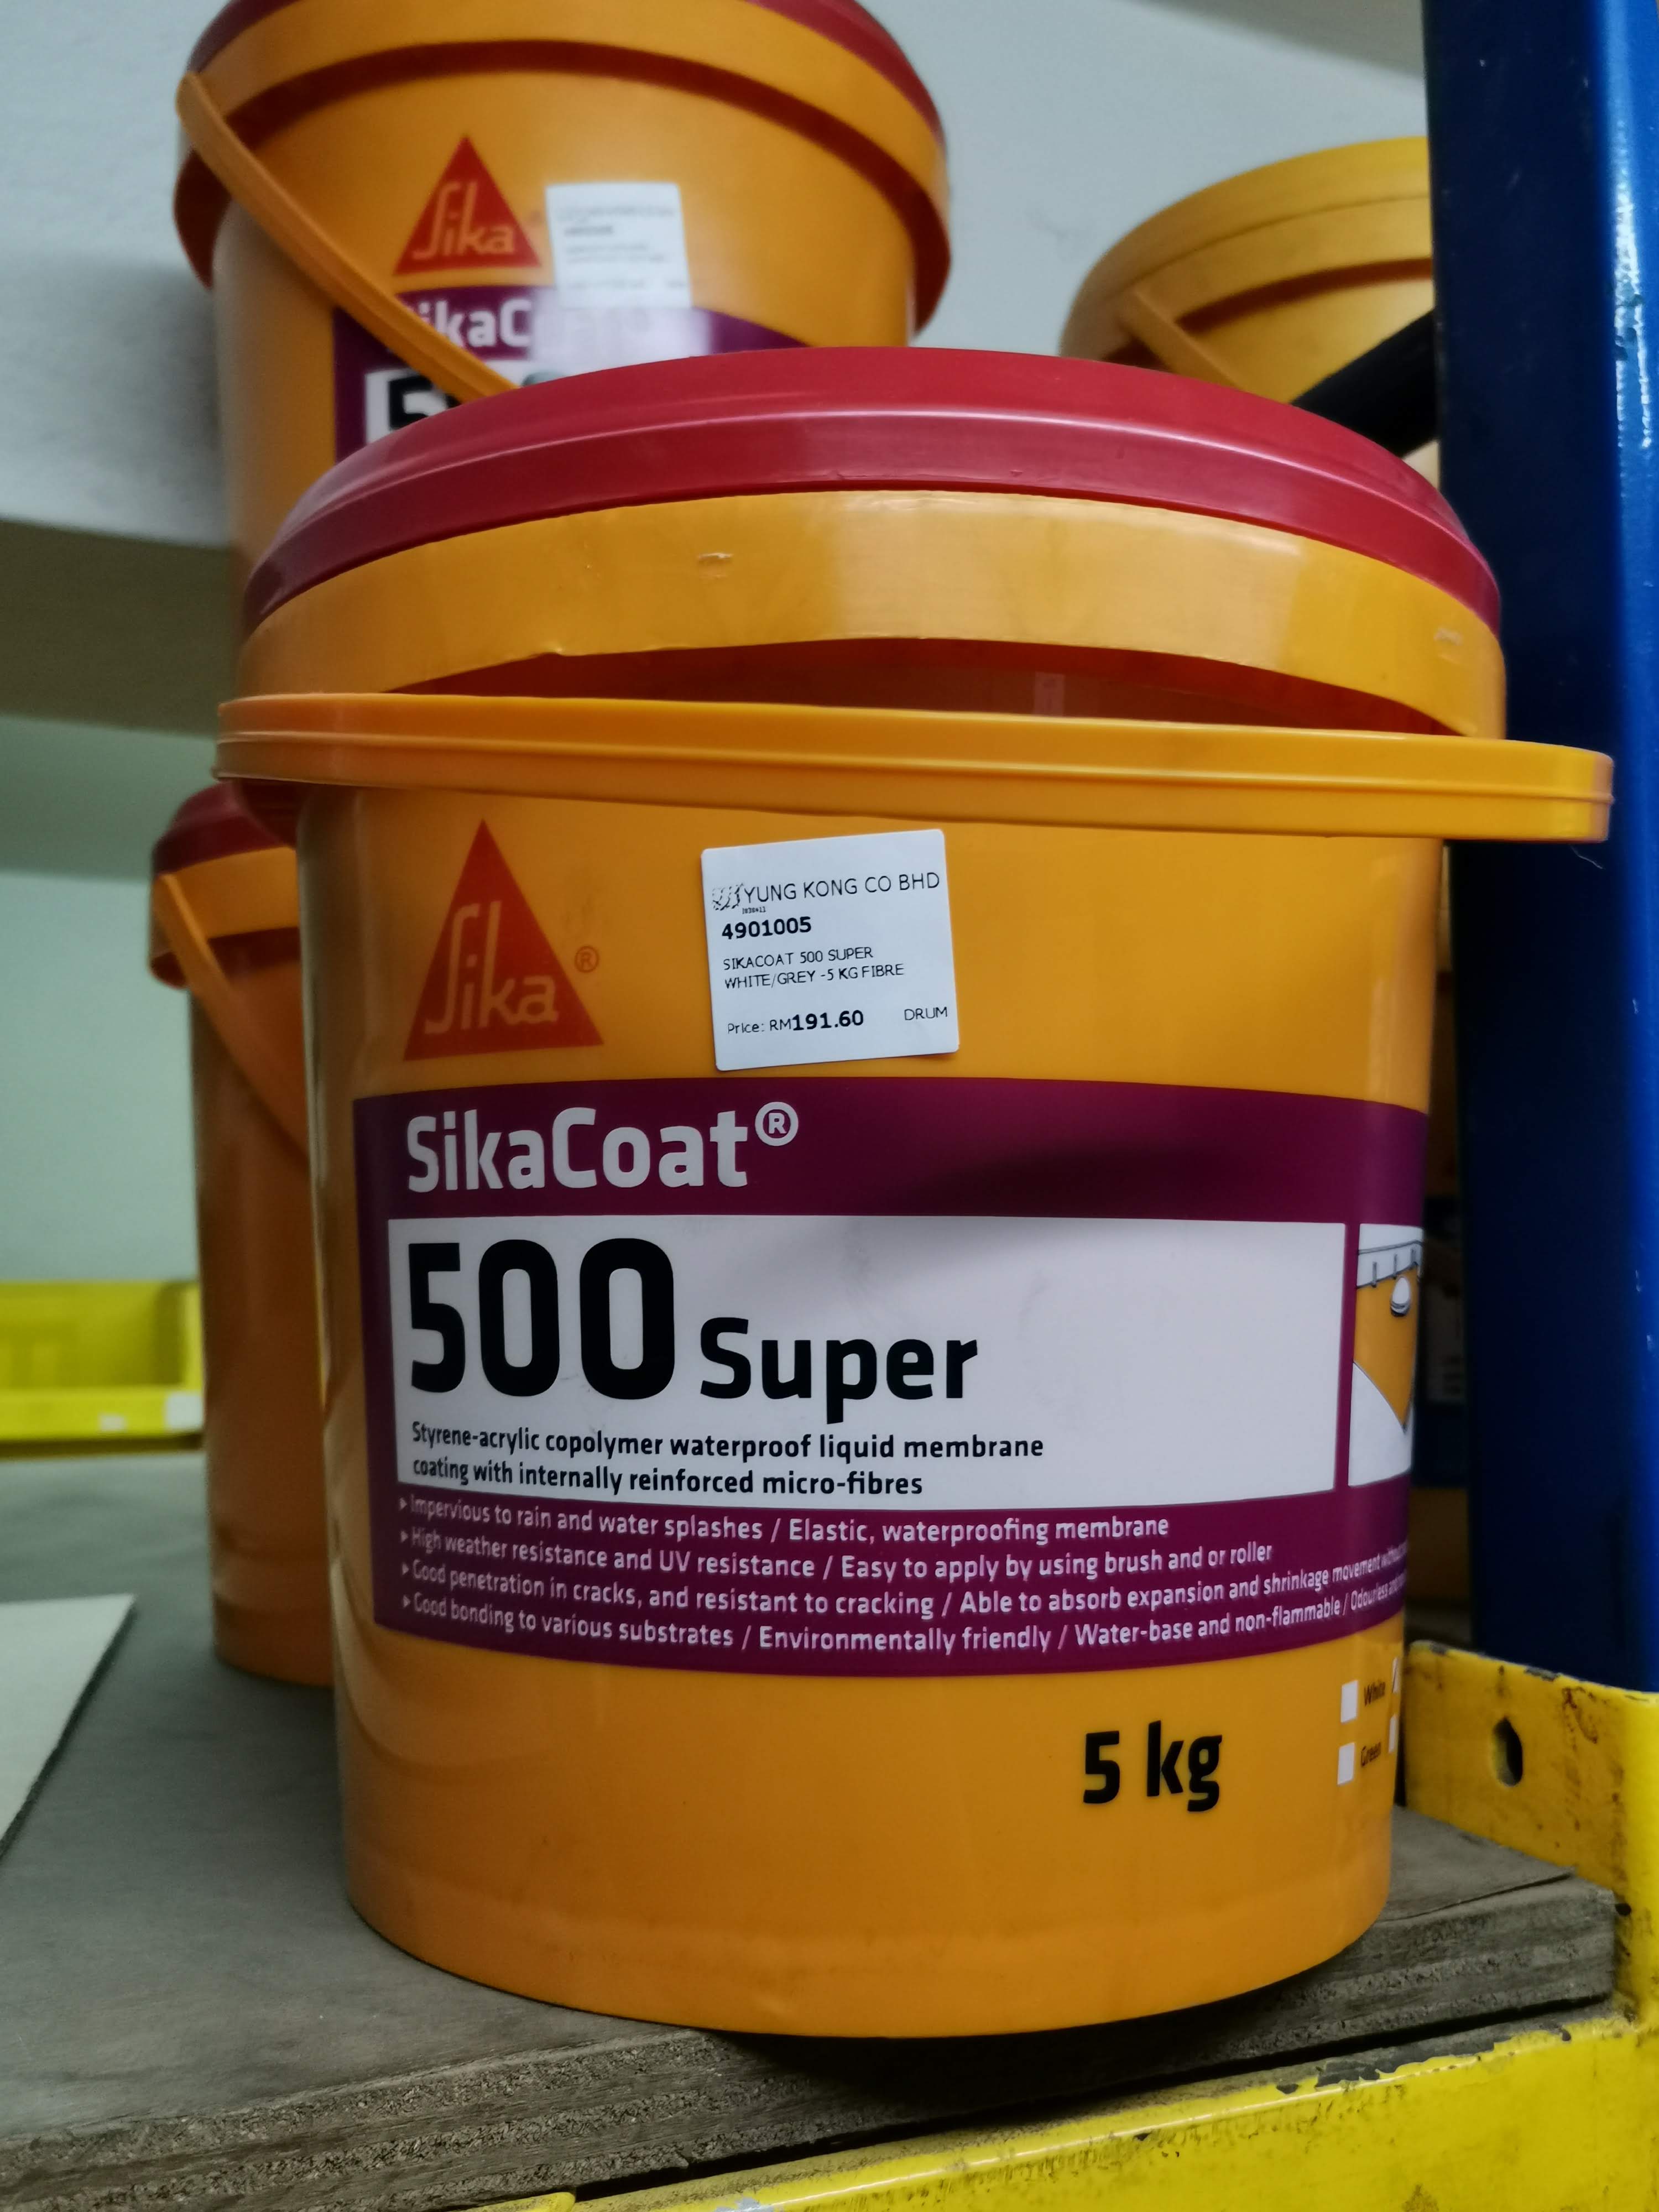 Sika
SikaCoat
Sika®
YUNG KONG CO BHD
4901005
SIKACOAT 500 SUPER
WHITE/GREY -5 KG FIBRE
Price: RM191.60 DRUM
SikaCoat®
500 Super
Styrene-acrylic copolymer waterproof liquid membrane
coating with internally reinforced micro-fibres
▸ Impervious to rain and water splashes / Elastic, waterproofing membrane
▸ High weather resistance and UV resistance / Easy to apply by using brush and or roller
▸ Good penetration in cracks, and resistant to cracking / Able to absorb expansion and shrinkage movement
▸ Good bonding to various substrates / Environmentally friendly / Water-base and non-flammable / Odourless
White
5 kg
Green